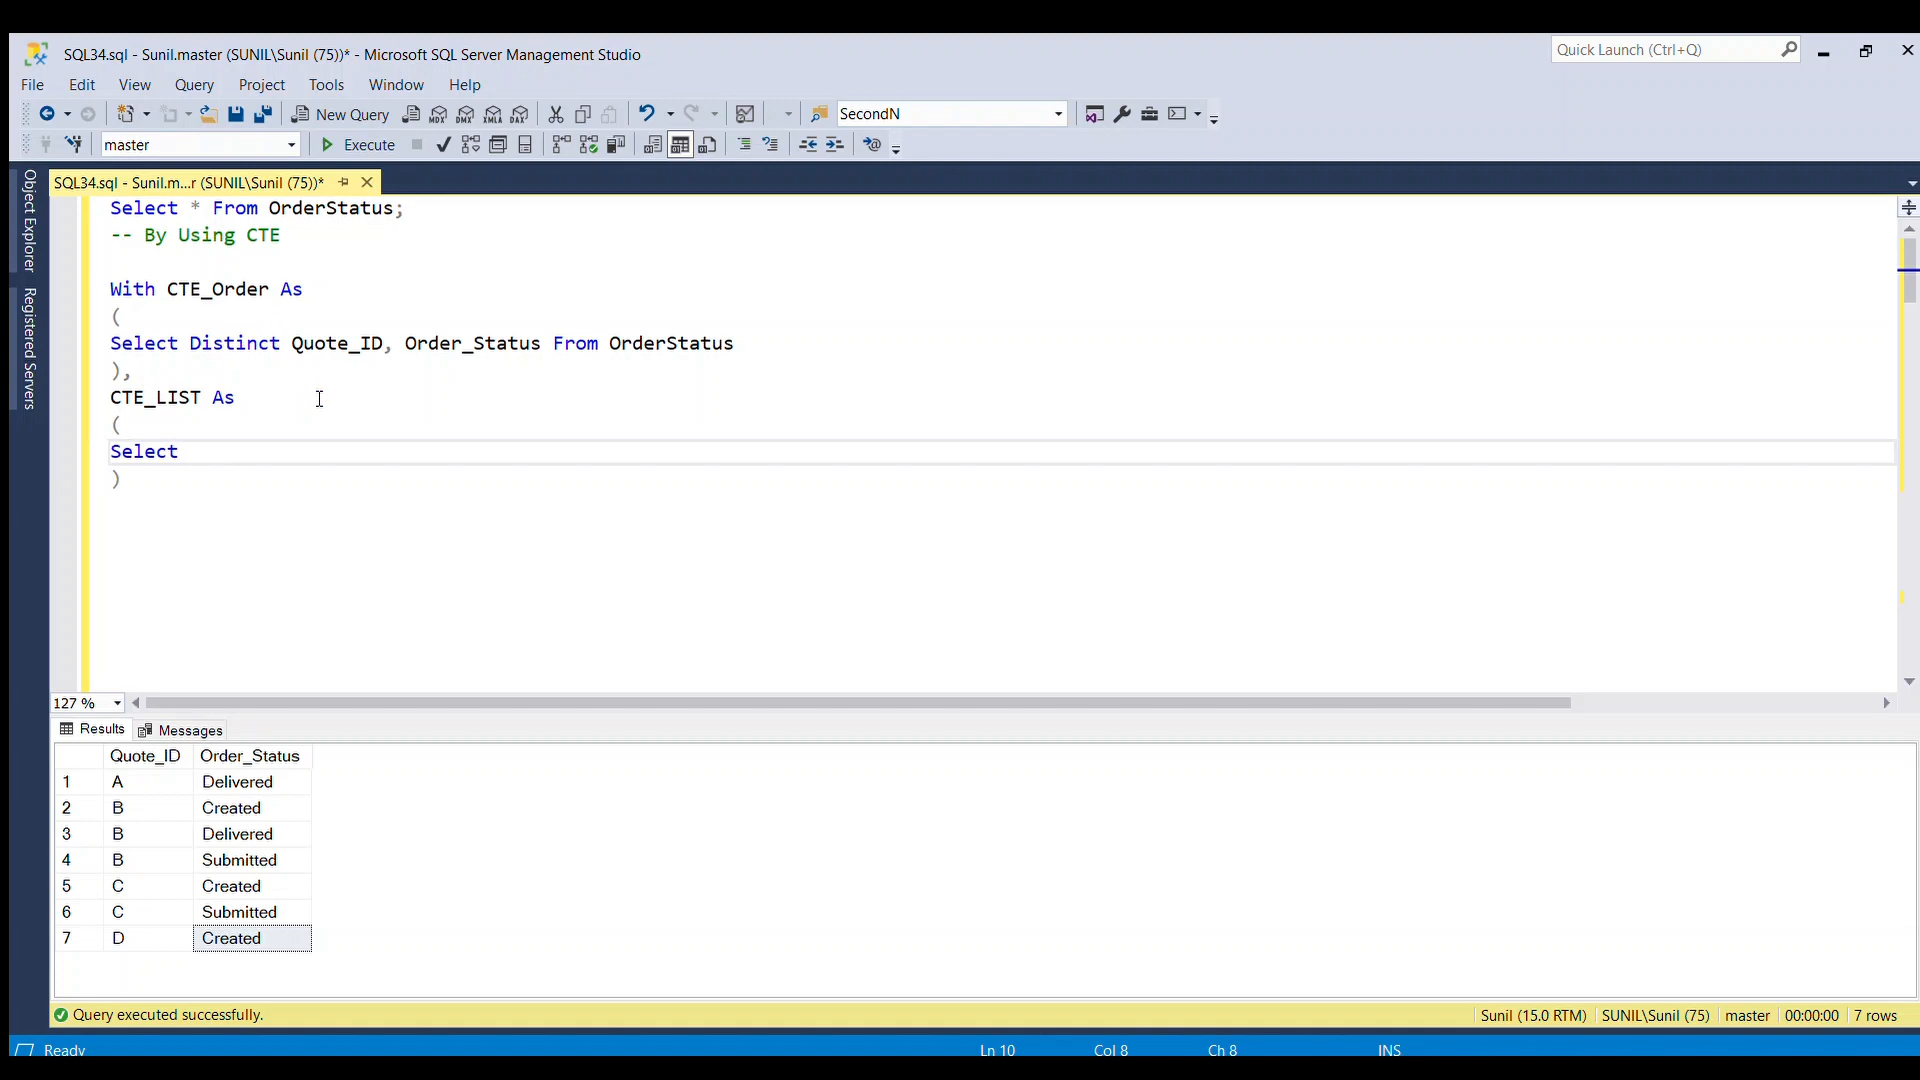 SQL34.sql - Sunil.master (SUNIL\Sunil (75))* - Microsoft SQL Server Management Studio
Quick Launch (Ctrl+Q)
File Edit View Query Project Tools Window Help
New Query
MDX DMX XMLA DAX
SecondN
master
Execute
SQL34.sql - Sunil.m...r (SUNIL\Sunil (75))*
Object Explorer
Registered Servers
Select * From OrderStatus;
-- By Using CTE
With CTE_Order As
(
Select Distinct Quote_ID, Order_Status From OrderStatus
),
CTE_LIST As
(
Select
)
127 %
Results Messages
Quote_ID Order_Status
1 A Delivered
2 B Created
3 B Delivered
4 B Submitted
5 C Created
6 C Submitted
7 D Created
Query executed successfully.
Sunil (15.0 RTM) SUNIL\Sunil (75) master 00:00:00 7 rows
Ready Ln 10 Col 8 Ch 8 INS